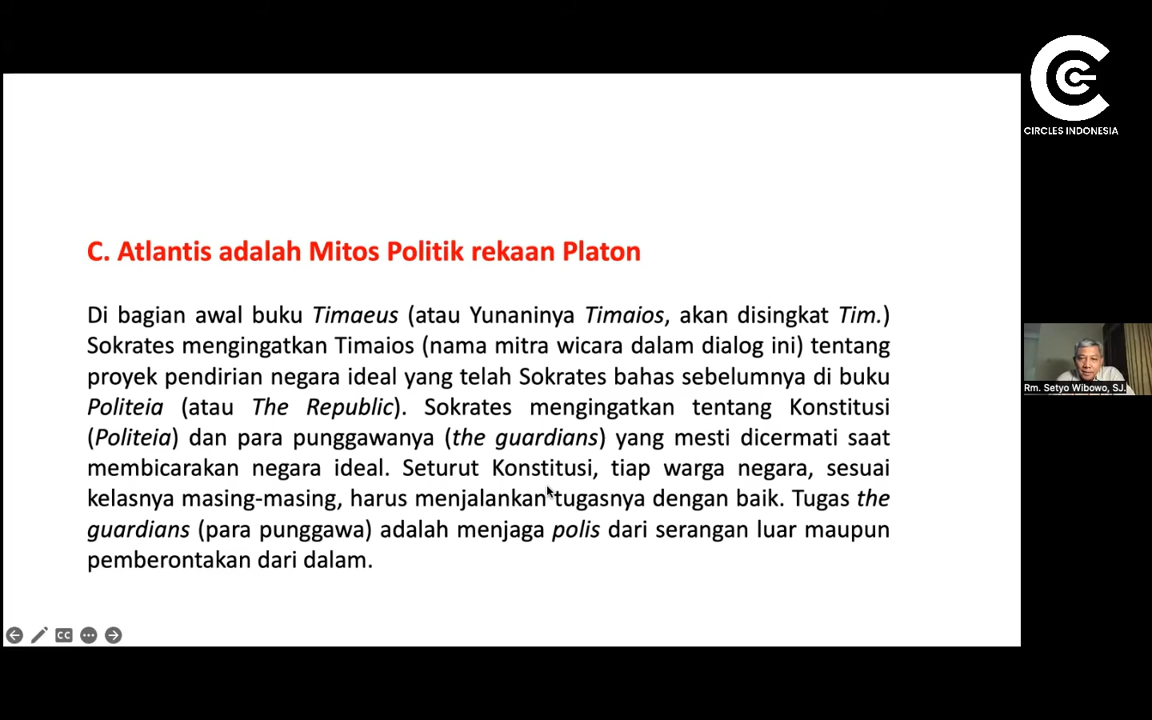 CIRCLES INDONESIA
C. Atlantis adalah Mitos Politik rekaan Platon
Di bagian awal buku Timaeus (atau Yunaninya Timaios, akan disingkat Tim.)
Sokrates mengingatkan Timaios (nama mitra wicara dalam dialog ini) tentang
proyek pendirian negara ideal yang telah Sokrates bahas sebelumnya di buku
Politeia (atau The Republic). Sokrates mengingatkan tentang Konstitusi
(Politeia) dan para punggawanya (the guardians) yang mesti dicermati saat
membicarakan negara ideal. Seturut Konstitusi, tiap warga negara, sesuai
kelasnya masing-masing, harus menjalankan tugasnya dengan baik. Tugas the
guardians (para punggawa) adalah menjaga polis dari serangan luar maupun
pemberontakan dari dalam.
Rm. Setyo Wibowo, SJ.
CC